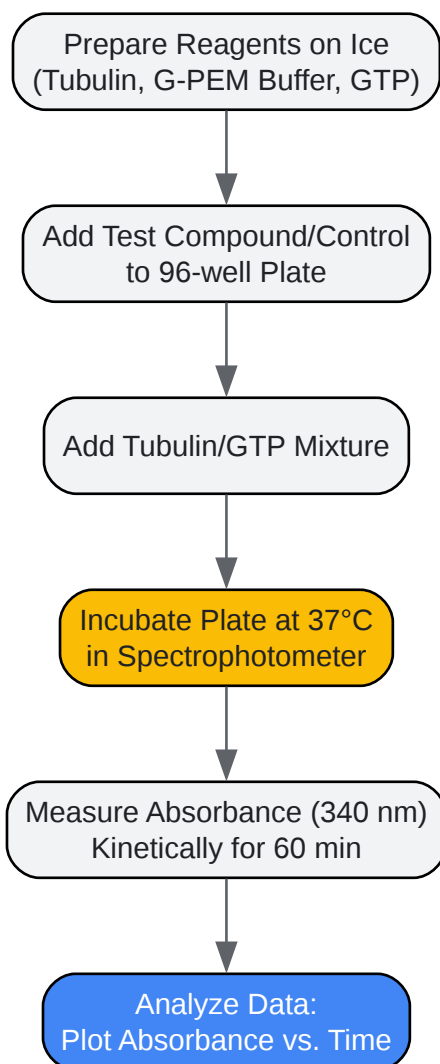 Prepare Reagents on Ice
(Tubulin, G-PEM Buffer, GTP)
Add Test Compound/Control
to 96-well Plate
Add Tubulin/GTP Mixture
Incubate Plate at 37°C
in Spectrophotometer
Measure Absorbance (340 nm)
Kinetically for 60 min
Analyze Data:
Plot Absorbance vs. Time